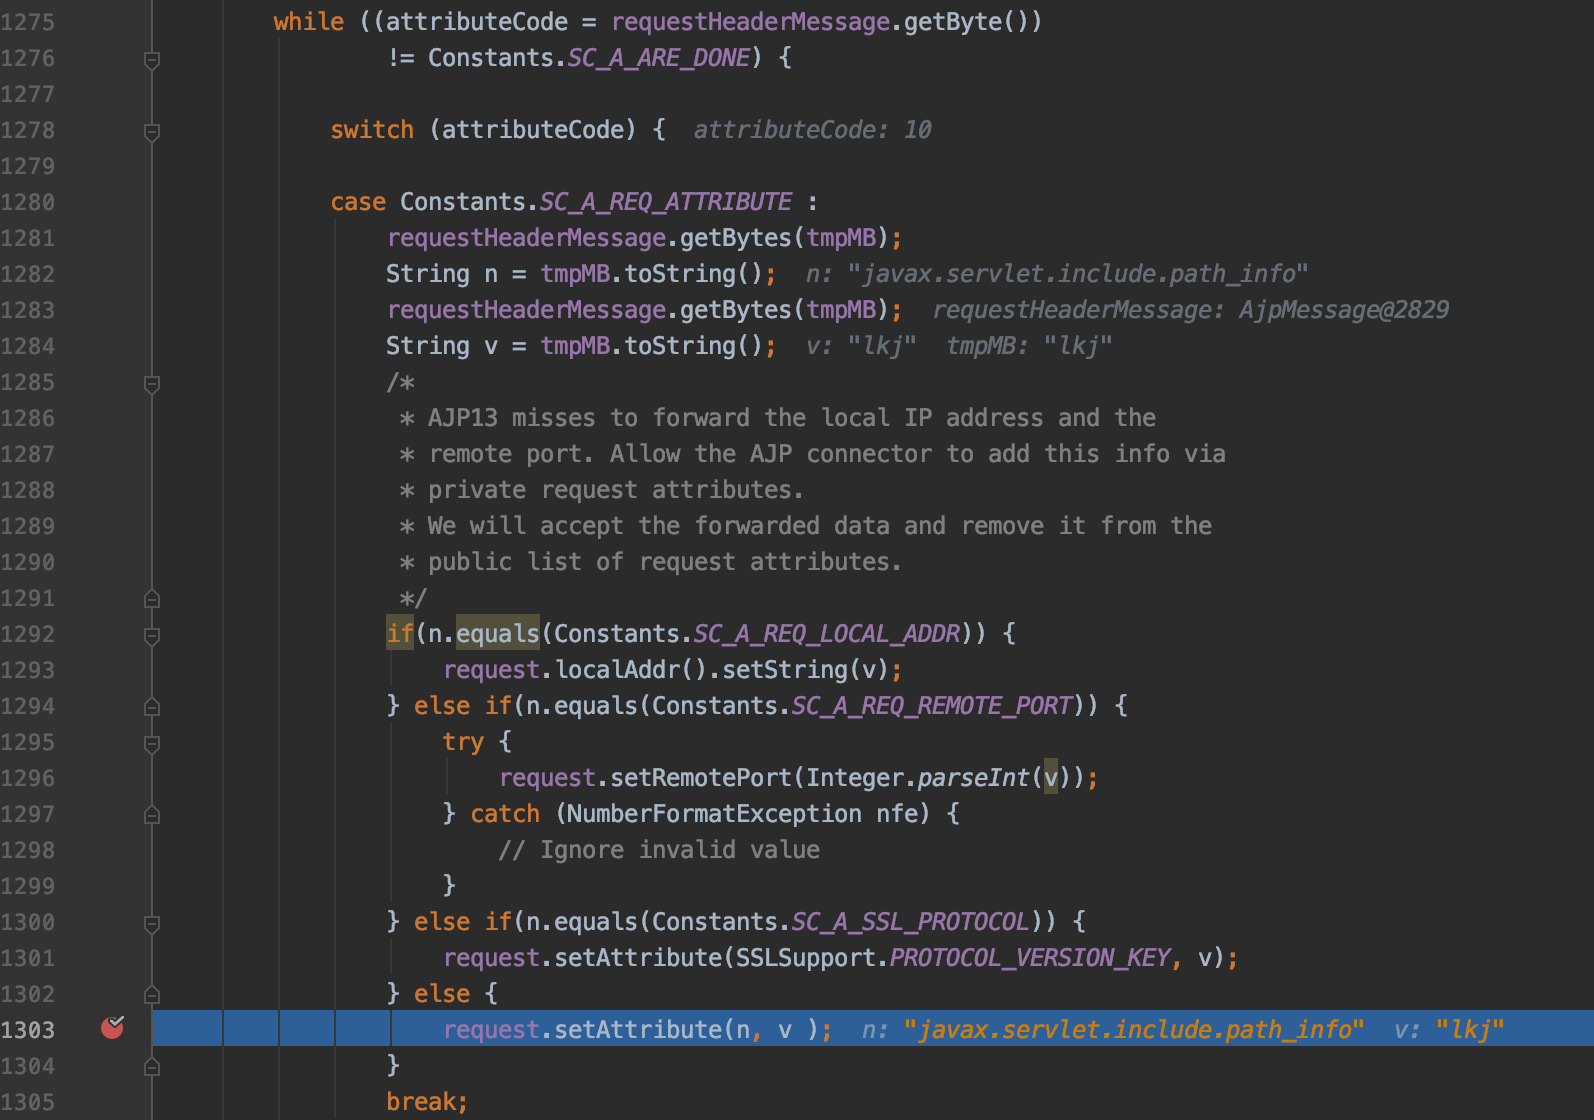 1275 while ((attributeCode = requestHeaderMessage.getByte())
1276 != Constants.SC_A_ARE_DONE) {
1277
1278 switch (attributeCode) { attributeCode: 10
1279
1280 case Constants.SC_A_REQ_ATTRIBUTE :
1281 requestHeaderMessage.getBytes(tmpMB);
1282 String n = tmpMB.toString(); n: "javax.servlet.include.path_info"
1283 requestHeaderMessage.getBytes(tmpMB); requestHeaderMessage: AjpMessage@2829
1284 String v = tmpMB.toString(); v: "lkj" tmpMB: "lkj"
1285 /*
1286 * AJP13 misses to forward the local IP address and the
1287 * remote port. Allow the AJP connector to add this info via
1288 * private request attributes.
1289 * We will accept the forwarded data and remove it from the
1290 * public list of request attributes.
1291 */
1292 if(n.equals(Constants.SC_A_REQ_LOCAL_ADDR)) {
1293 request.localAddr().setString(v);
1294 } else if(n.equals(Constants.SC_A_REQ_REMOTE_PORT)) {
1295 try {
1296 request.setRemotePort(Integer.parseInt(v));
1297 } catch (NumberFormatException nfe) {
1298 // Ignore invalid value
1299 }
1300 } else if(n.equals(Constants.SC_A_SSL_PROTOCOL)) {
1301 request.setAttribute(SSLSupport.PROTOCOL_VERSION_KEY, v);
1302 } else {
1303 request.setAttribute(n, v ); n: "javax.servlet.include.path_info" v: "lkj"
1304 }
1305 break;